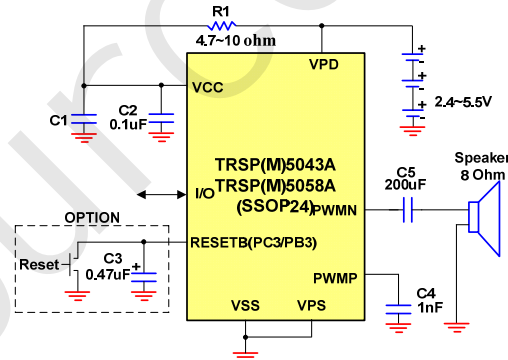 R1
4.7~10 ohm
VPD
VCC
+
-
+
-
+
-
2.4~5.5V
C1
C2
0.1uF
TRSP(M)5043A
TRSP(M)5058A
(SSOP24)
I/O
PWMN
C5
200uF
Speaker
8 Ohm
OPTION
RESETB(PC3/PB3)
Reset
C3
0.47uF
+
PWMP
C4
1nF
VSS
VPS